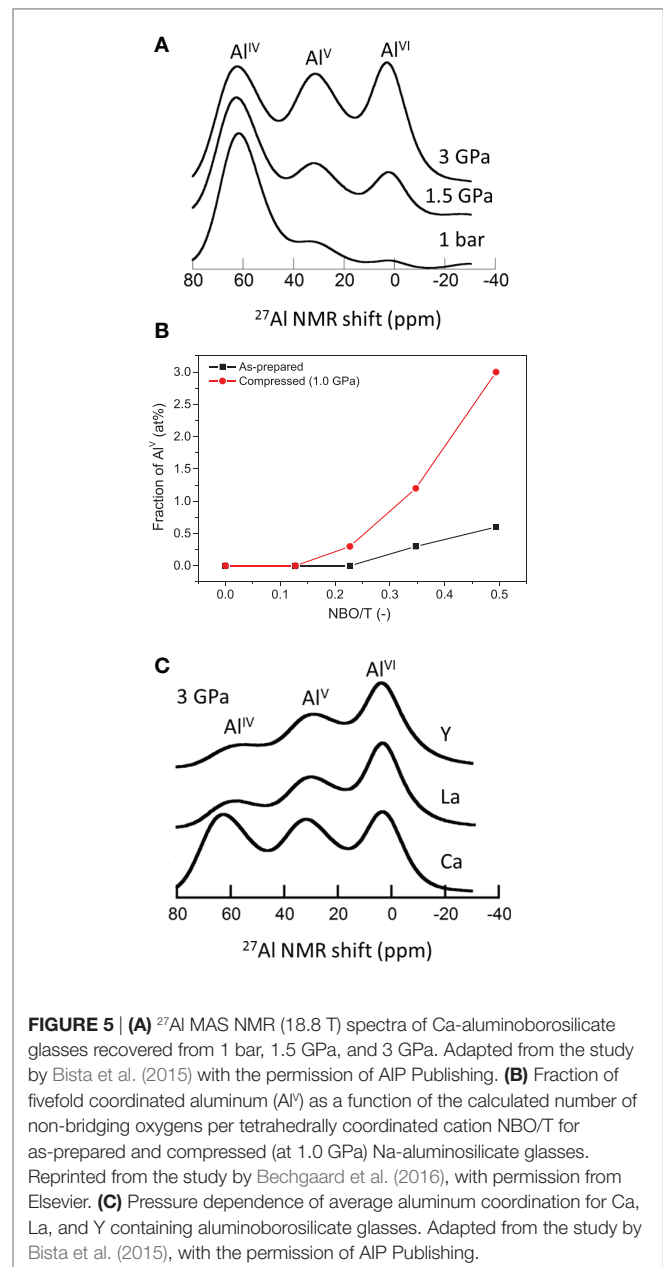 A
Al^IV
Al^V
Al^VI
3 GPa
1.5 GPa
1 bar
80 60 40 20 0 -20 -40
²⁷Al NMR shift (ppm)
B
As-prepared
Compressed (1.0 GPa)
3.0
2.5
2.0
1.5
1.0
0.5
0.0
Fraction of Al^V (at%)
0.0 0.1 0.2 0.3 0.4 0.5
NBO/T (-)
C
3 GPa
Al^IV
Al^V
Al^VI
Y
La
Ca
80 60 40 20 0 -20 -40
²⁷Al NMR shift (ppm)
FIGURE 5 | (A) ²⁷Al MAS NMR (18.8 T) spectra of Ca-aluminoborosilicate
glasses recovered from 1 bar, 1.5 GPa, and 3 GPa. Adapted from the study
by Bista et al. (2015) with the permission of AIP Publishing. (B) Fraction of
fivefold coordinated aluminum (Al^V) as a function of the calculated number of
non-bridging oxygens per tetrahedrally coordinated cation NBO/T for
as-prepared and compressed (at 1.0 GPa) Na-aluminosilicate glasses.
Reprinted from the study by Bechgaard et al. (2016), with permission from
Elsevier. (C) Pressure dependence of average aluminum coordination for Ca,
La, and Y containing aluminoborosilicate glasses. Adapted from the study by
Bista et al. (2015), with the permission of AIP Publishing.